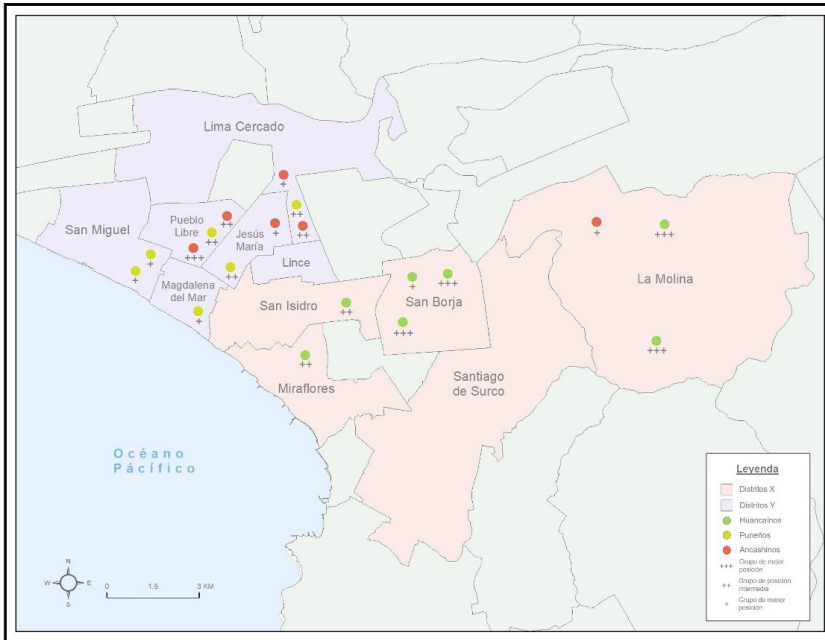 Lima Cercado
+
++
San Miguel
Pueblo
Libre
++
++
+++
Jesús
María
+
++
+
+
++
Lince
Magdalena
del Mar
+
San Isidro
++
San Borja
+
+++
+++
Miraflores
++
Santiago
de Surco
La Molina
+
+++
+++
Océano
Pácífico
N
W
E
S
0
1.5
3 KM
Leyenda
Distritos X
Distritos Y
Huancaínos
Puneños
Ancashinos
+++ Grupo de mejor
posición
++ Grupo de posición
intermedia
+ Grupo de menor
posición